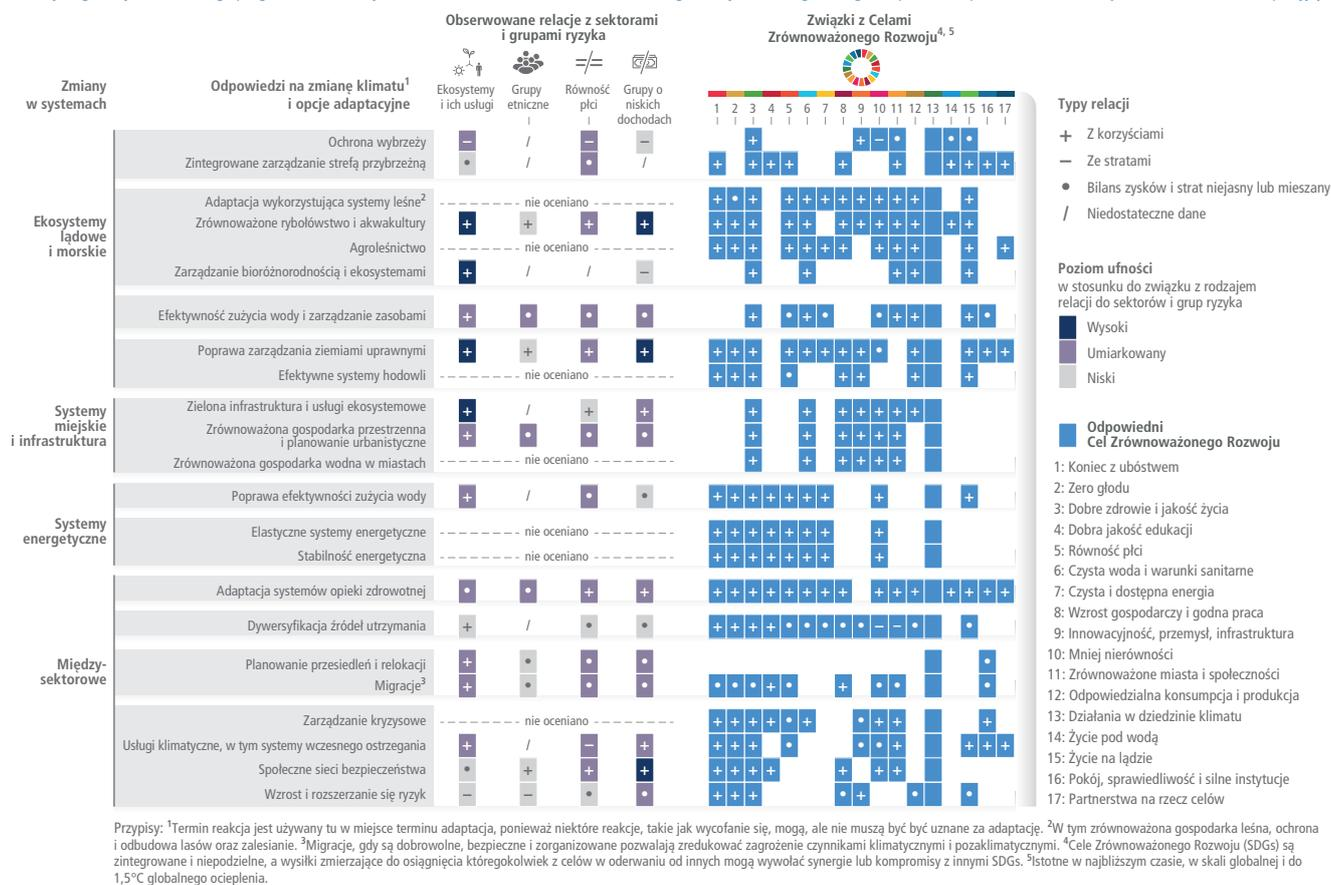 Obserwowane relacje z sektorami
i grupami ryzyka
Związki z Celami
Zrównoważonego Rozwoju4, 5
Zmiany
w systemach
Odpowiedzi na zmianę klimatu1
i opcje adaptacyjne
Ekosystemy
i ich usługi
Grupy
etniczne
Równość
płci
Grupy o
niskich
dochodach
1 2 3 4 5 6 7 8 9 10 11 12 13 14 15 16 17
Ekosystemy
lądowe
i morskie
Ochrona wybrzeży − / − − + + − • • •
Zintegrowane zarządzanie strefą przybrzeżną • / • / + + + + + + + + + + +
Adaptacja wykorzystująca systemy leśne2 nie oceniano + • + + + + + + + + + +
Zrównoważone rybołówstwo i akwakultury + + + + + + + + + + + + + + + +
Agroleśnictwo nie oceniano + + + + + + + + + + + +
Zarządzanie bioróżnorodnością i ekosystemami + / / − + + + + +
Efektywność zużycia wody i zarządzanie zasobami + • • • + • + • • + + + •
Poprawa zarządzania ziemiami uprawnymi + + + + + + + + + + + + • + + + +
Efektywne systemy hodowli nie oceniano + + + • + + + +
Systemy
miejskie
i infrastruktura
Zielona infrastruktura i usługi ekosystemowe + / + + + + + + + + +
Zrównoważona gospodarka przestrzenna
i planowanie urbanistyczne + • • • + + + + + +
Zrównoważona gospodarka wodna w miastach nie oceniano + + + + + +
Systemy
energetyczne
Poprawa efektywności zużycia wody + / • • + + + + + + + + +
Elastyczne systemy energetyczne nie oceniano + + + + + + + +
Stabilność energetyczna nie oceniano + + + + + + + +
Między-
sektorowe
Adaptacja systemów opieki zdrowotnej • • + + + + + + + + + + + + + + + + +
Dywersyfikacja źródeł utrzymania + / • • + + + + • • • • • − − • •
Planowanie przesiedleń i relokacji + • • • •
Migracje3 + • • • • • • + • + • • •
Zarządzanie kryzysowe nie oceniano + + + + • + • + + +
Usługi klimatyczne, w tym systemy wczesnego ostrzegania + / − + + + + • • • + + + +
Społeczne sieci bezpieczeństwa • + + + + + + + + + +
Wzrost i rozszerzanie się ryzyk − − • • + + + • + • •
Typy relacji
+ Z korzyściami
− Ze stratami
• Bilans zysków i strat niejasny lub mieszany
/ Niedostateczne dane
Poziom ufności
w stosunku do związku z rodzajem
relacji do sektorów i grup ryzyka
Wysoki
Umiarkowany
Niski
Odpowiedni
Cel Zrównoważonego Rozwoju
1: Koniec z ubóstwem
2: Zero głodu
3: Dobre zdrowie i jakość życia
4: Dobra jakość edukacji
5: Równość płci
6: Czysta woda i warunki sanitarne
7: Czysta i dostępna energia
8: Wzrost gospodarczy i godna praca
9: Innowacyjność, przemysł, infrastruktura
10: Mniej nierówności
11: Zrównoważone miasta i społeczności
12: Odpowiedzialna konsumpcja i produkcja
13: Działania w dziedzinie klimatu
14: Życie pod wodą
15: Życie na lądzie
16: Pokój, sprawiedliwość i silne instytucje
17: Partnerstwa na rzecz celów
Przypisy: 1Termin reakcja jest używany tu w miejsce terminu adaptacja, ponieważ niektóre reakcje, takie jak wycofanie się, mogą, ale nie muszą być być uznane za adaptację. 2W tym zrównoważona gospodarka leśna, ochrona
i odbudowa lasów oraz zalesianie. 3Migracje, gdy są dobrowolne, bezpieczne i zorganizowane pozwalają zredukować zagrożenie czynnikami klimatycznymi i pozaklimatycznymi. 4Cele Zrównoważonego Rozwoju (SDGs) są
zintegrowane i niepodzielne, a wysiłki zmierzające do osiągnięcia któregokolwiek z celów w oderwaniu od innych mogą wywołać synergie lub kompromisy z innymi SDGs. 5Istotne w najbliższym czasie, w skali globalnej i do
1,5°C globalnego ocieplenia.